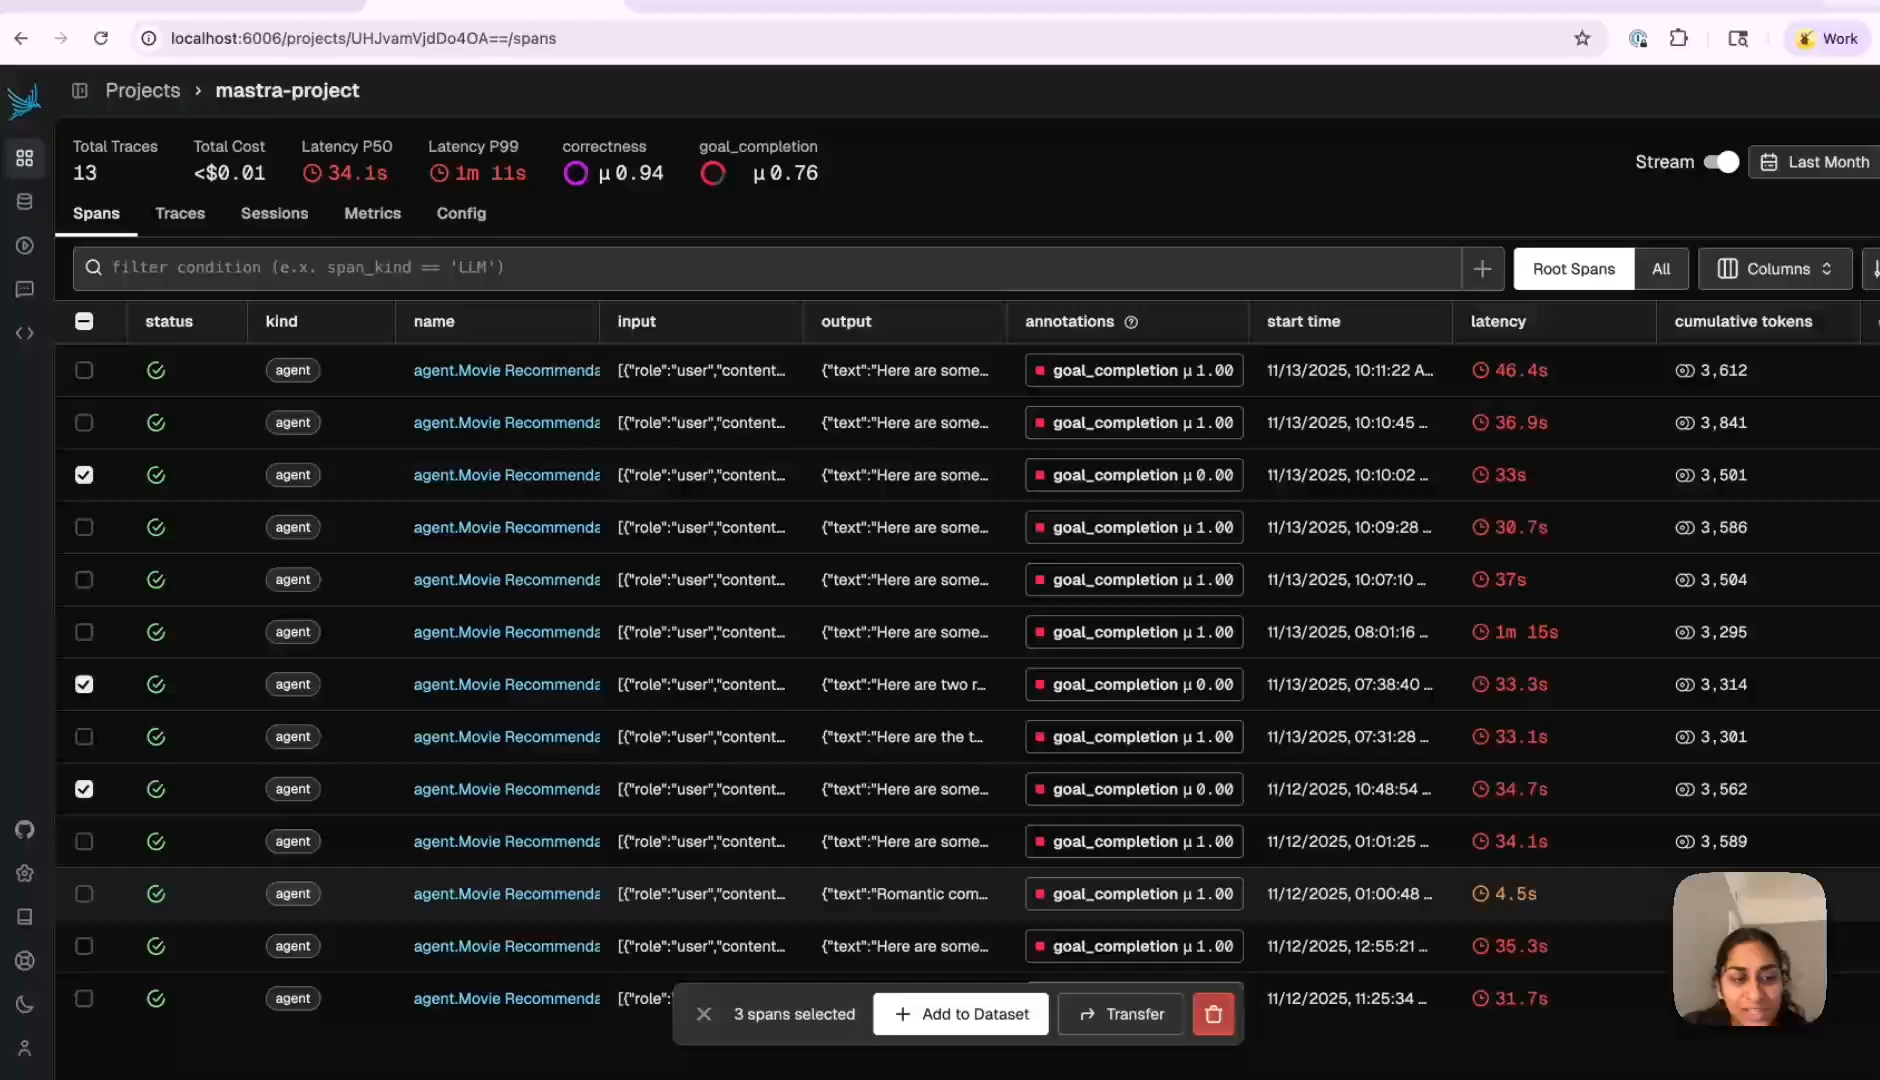 localhost:6006/projects/UHJvamVjdDo4OA==/spans
Work
Projects › mastra-project
Total Traces Total Cost Latency P50 Latency P99 correctness goal_completion
13 <$0.01 34.1s 1m 11s μ 0.94 μ 0.76
Stream Last Month
Spans Traces Sessions Metrics Config
filter condition (e.x. span_kind == 'LLM') Root Spans All Columns
status kind name input output annotations start time latency cumulative tokens
agent agent.Movie Recommenda [{"role":"user","content... {"text":"Here are some... goal_completion μ 1.00 11/13/2025, 10:11:22 A... 46.4s 3,612
agent agent.Movie Recommenda [{"role":"user","content... {"text":"Here are some... goal_completion μ 1.00 11/13/2025, 10:10:45 ... 36.9s 3,841
agent agent.Movie Recommenda [{"role":"user","content... {"text":"Here are some... goal_completion μ 0.00 11/13/2025, 10:10:02 ... 33s 3,501
agent agent.Movie Recommenda [{"role":"user","content... {"text":"Here are some... goal_completion μ 1.00 11/13/2025, 10:09:28 ... 30.7s 3,586
agent agent.Movie Recommenda [{"role":"user","content... {"text":"Here are some... goal_completion μ 1.00 11/13/2025, 10:07:10 ... 37s 3,504
agent agent.Movie Recommenda [{"role":"user","content... {"text":"Here are some... goal_completion μ 1.00 11/13/2025, 08:01:16 ... 1m 15s 3,295
agent agent.Movie Recommenda [{"role":"user","content... {"text":"Here are two r... goal_completion μ 0.00 11/13/2025, 07:38:40 ... 33.3s 3,314
agent agent.Movie Recommenda [{"role":"user","content... {"text":"Here are the t... goal_completion μ 1.00 11/13/2025, 07:31:28 ... 33.1s 3,301
agent agent.Movie Recommenda [{"role":"user","content... {"text":"Here are some... goal_completion μ 0.00 11/12/2025, 10:48:54 ... 34.7s 3,562
agent agent.Movie Recommenda [{"role":"user","content... {"text":"Here are some... goal_completion μ 1.00 11/12/2025, 01:01:25 ... 34.1s 3,589
agent agent.Movie Recommenda [{"role":"user","content... {"text":"Romantic com... goal_completion μ 1.00 11/12/2025, 01:00:48 ... 4.5s
agent agent.Movie Recommenda [{"role":"user","content... {"text":"Here are some... goal_completion μ 1.00 11/12/2025, 12:55:21 ... 35.3s
agent agent.Movie Recommenda [{"role":" 11/12/2025, 11:25:34 ... 31.7s
3 spans selected Add to Dataset Transfer